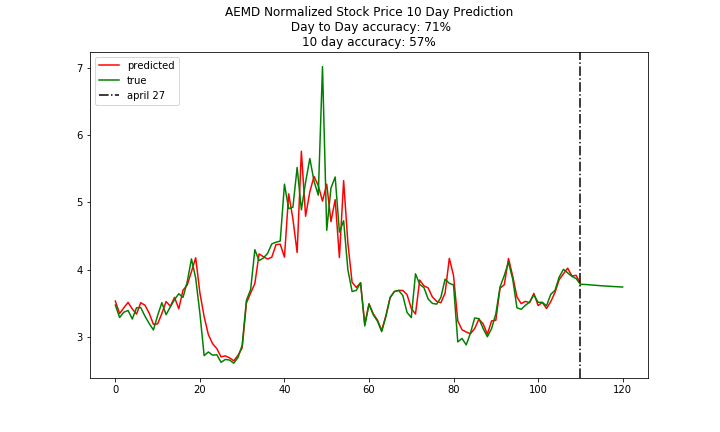 AEMD Normalized Stock Price 10 Day Prediction
Day to Day accuracy: 71%
10 day accuracy: 57%
predicted
true
april 27
7
6
5
4
3
0
20
40
60
80
100
120